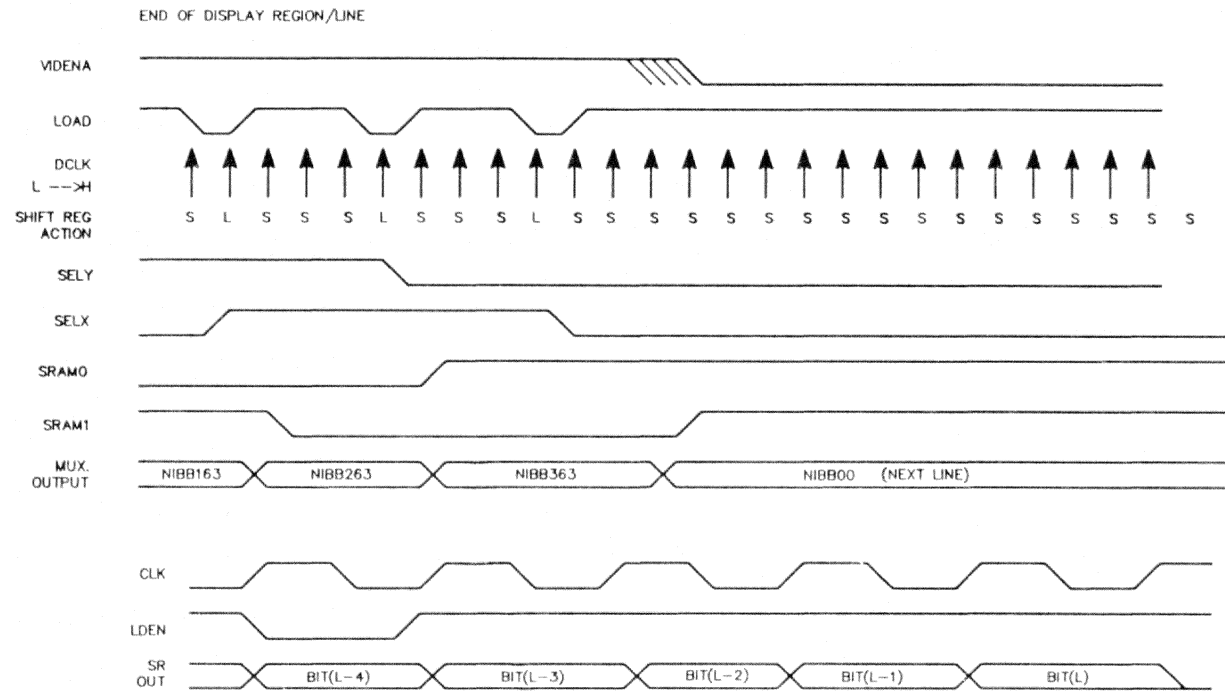 END OF DISPLAY REGION/LINE
VIDENA
LOAD
DCLK
L -->H
SHIFT REG
ACTION
S L S S S L S S S L S S S S S S S S S S S S S S S S S
SELY
SELX
SRAM0
SRAM1
MUX.
OUTPUT
NIBB163 NIBB263 NIBB363 NIBB00 (NEXT LINE)
CLK
LDEN
SR
OUT
BIT(L-4) BIT(L-3) BIT(L-2) BIT(L-1) BIT(L)